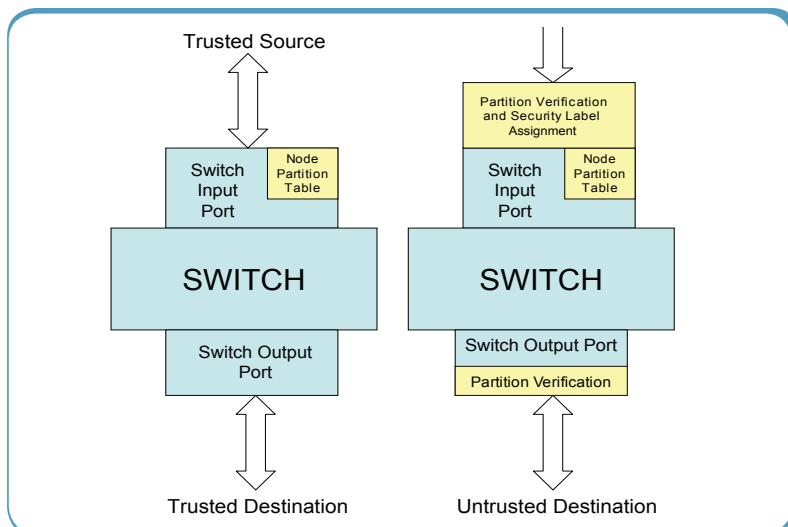 Trusted Source
Switch
Input
Port
Node
Partition
Table
SWITCH
Switch Output
Port
Trusted Destination
Partition Verification
and Security Label
Assignment
Switch
Input
Port
Node
Partition
Table
SWITCH
Switch Output Port
Partition Verification
Untrusted Destination